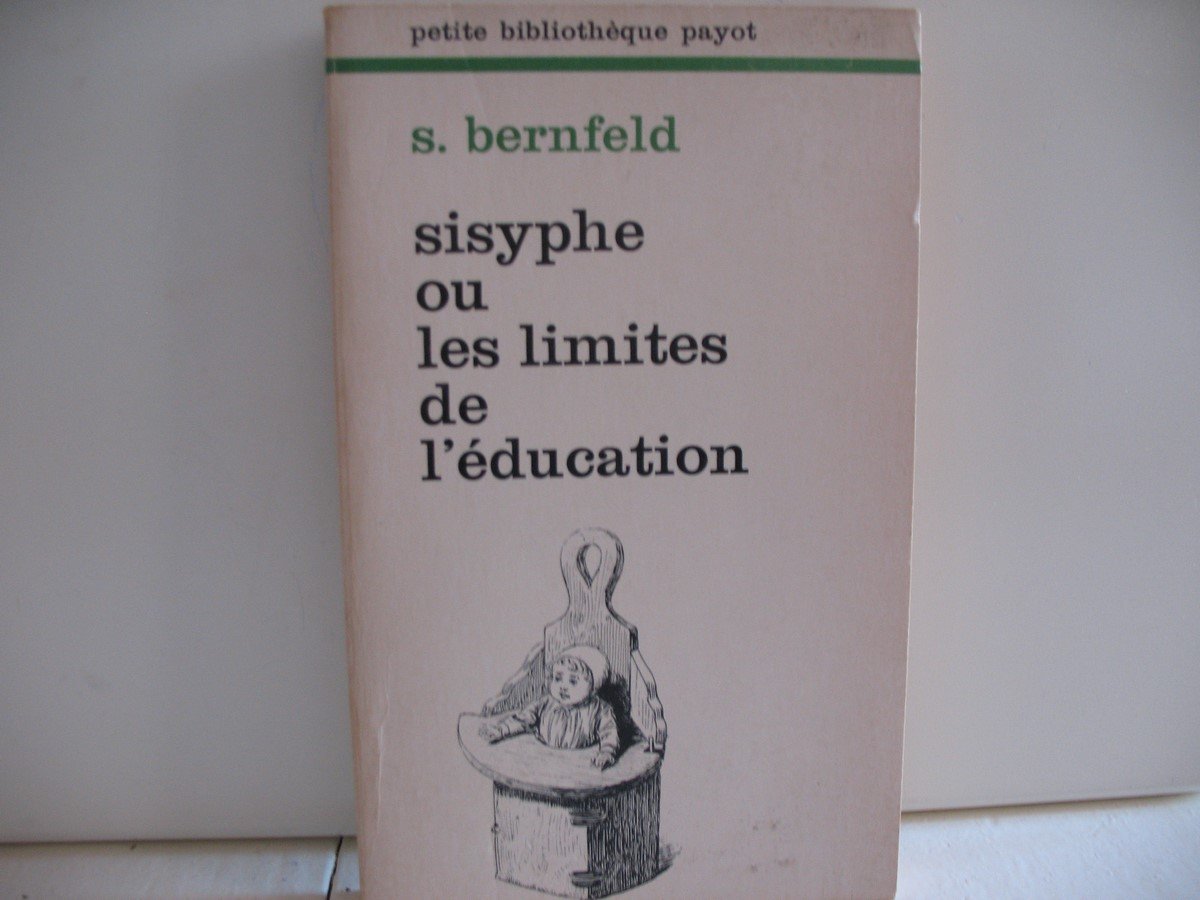 petite bibliothèque payot
s. bernfeld
sisyphe
ou
les limites
de
l'éducation